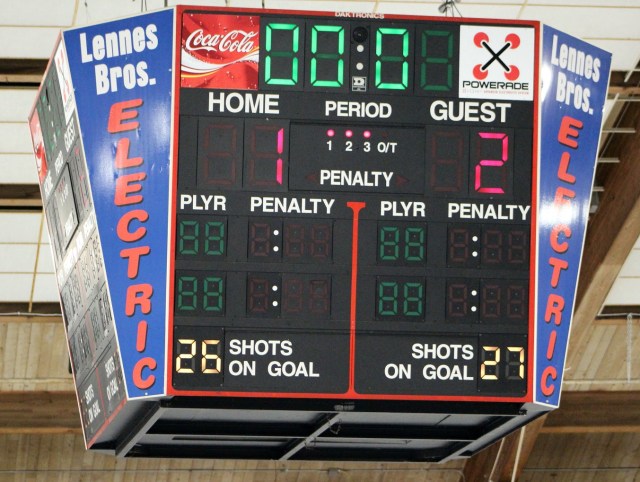 DAKTRONICS
Lennes Bros. ELECTRIC
Coca-Cola
00:0
POWERADE
Lennes Bros. ELECTRIC
HOME PERIOD GUEST
1 1 2 3 O/T 2
PENALTY
PLYR PENALTY PLYR PENALTY
26 SHOTS ON GOAL
SHOTS ON GOAL 27